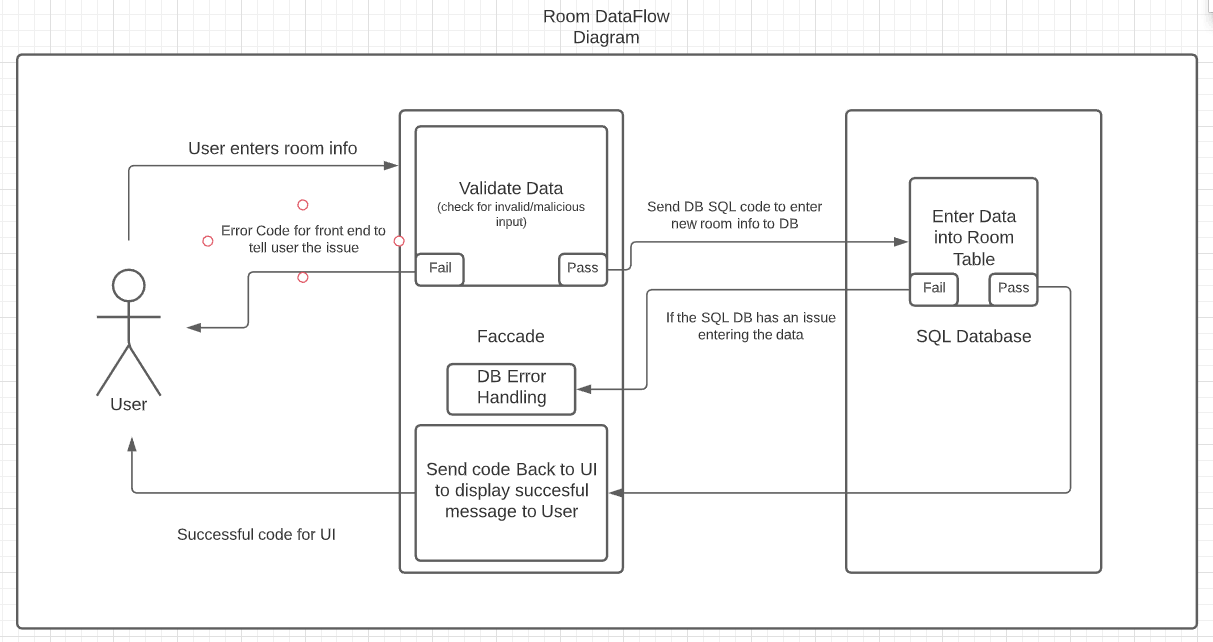 Room DataFlow
Diagram
User enters room info
Error Code for front end to
tell user the issue
User
Successful code for UI
Validate Data
(check for invalid/malicious
input)
Fail
Pass
Faccade
DB Error
Handling
Send code Back to UI
to display succesful
message to User
Send DB SQL code to enter
new room info to DB
If the SQL DB has an issue
entering the data
Enter Data
into Room
Table
Fail
Pass
SQL Database